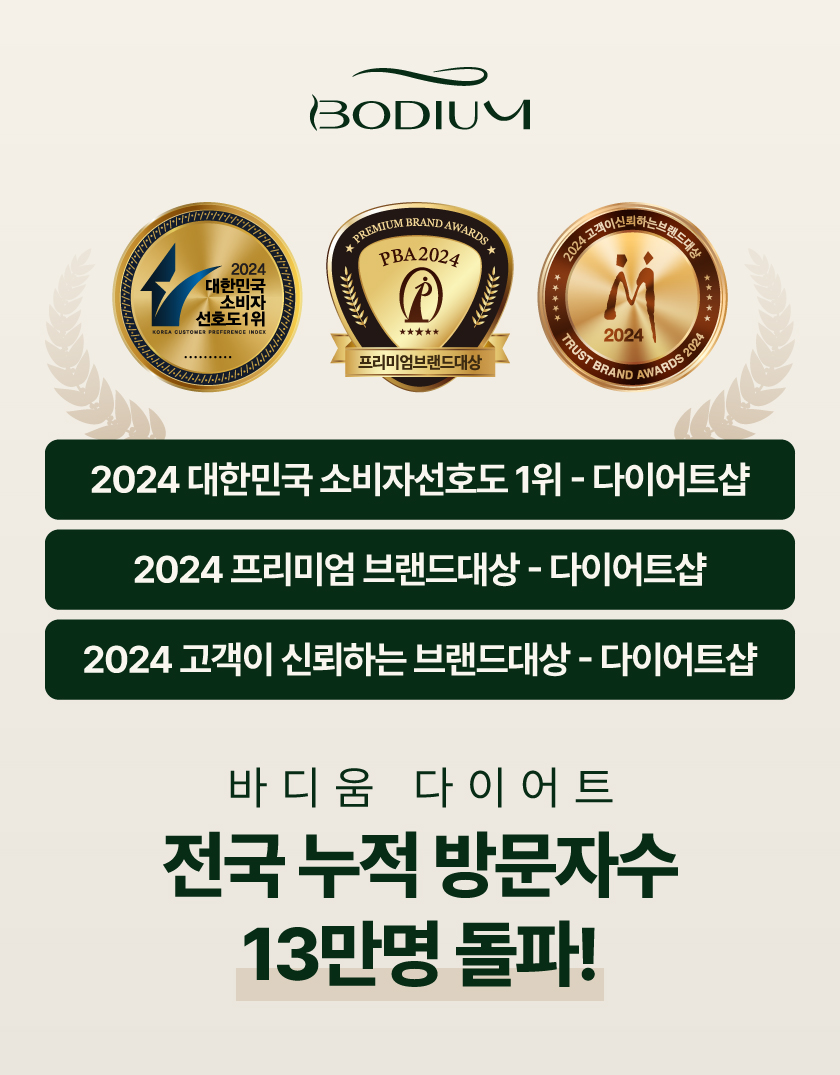 BODIUM
2024
대한민국
소비자
선호도1위
KOREA CUSTOMER PREFERENCE INDEX
PREMIUM BRAND AWARDS
PBA2024
프리미엄브랜드대상
2024 고객이신뢰하는브랜드대상
2024
TRUST BRAND AWARDS 2024
2024 대한민국 소비자선호도 1위 - 다이어트샵
2024 프리미엄 브랜드대상 - 다이어트샵
2024 고객이 신뢰하는 브랜드대상 - 다이어트샵
바디움 다이어트
전국 누적 방문자수
13만명 돌파!